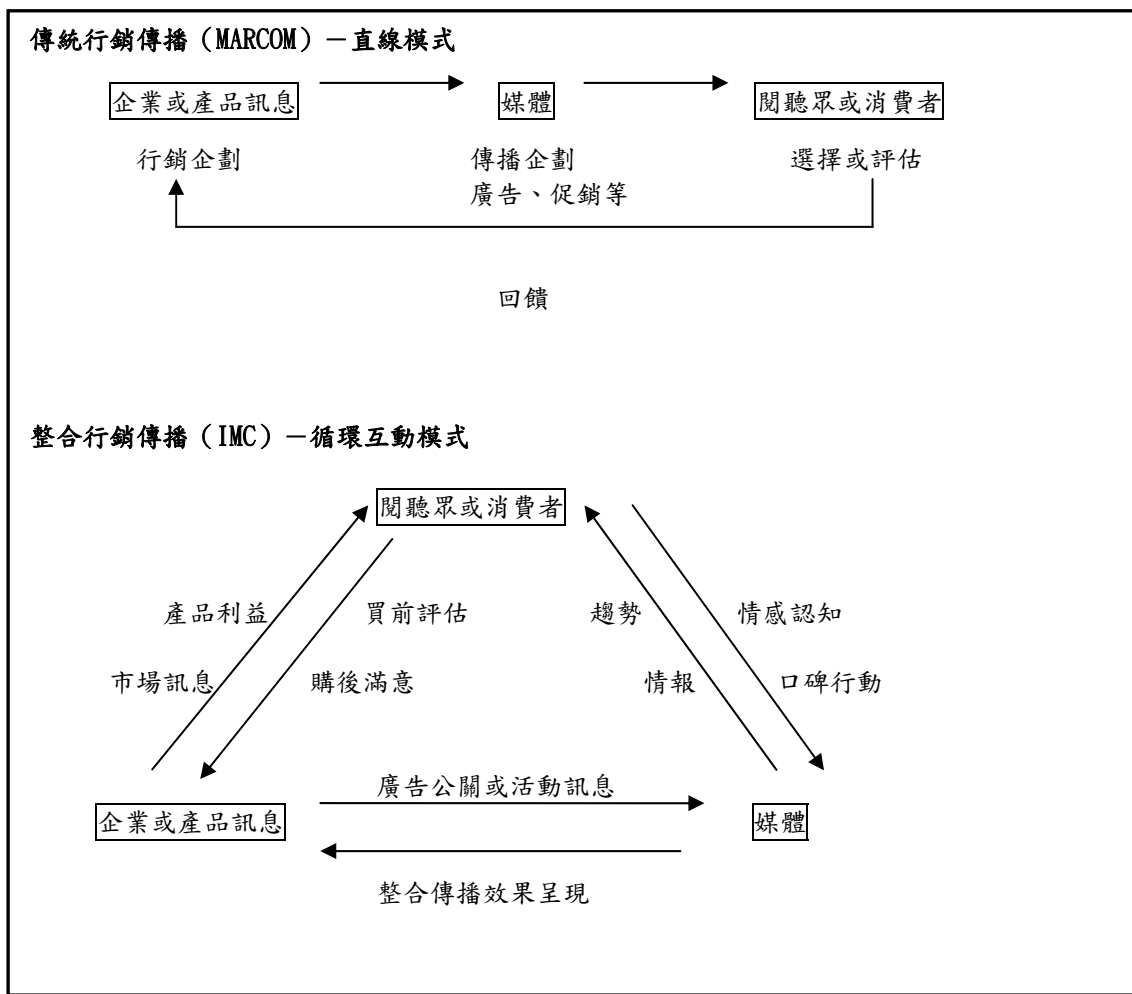 傳統行銷傳播（MARCOM）－直線模式
企業或產品訊息 媒體 閱聽眾或消費者
行銷企劃 傳播企劃 選擇或評估
廣告、促銷等
回饋
整合行銷傳播（IMC）－循環互動模式
閱聽眾或消費者
產品利益 買前評估 趨勢 情感認知
市場訊息 購後滿意 情報 口碑行動
廣告公關或活動訊息
企業或產品訊息 媒體
整合傳播效果呈現